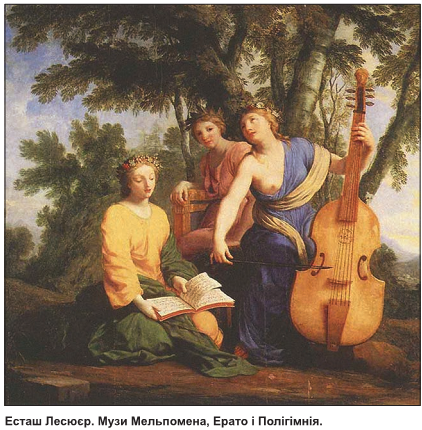 Есташ Лесюєр. Музи Мельпомена, Ерато і Полігімнія.